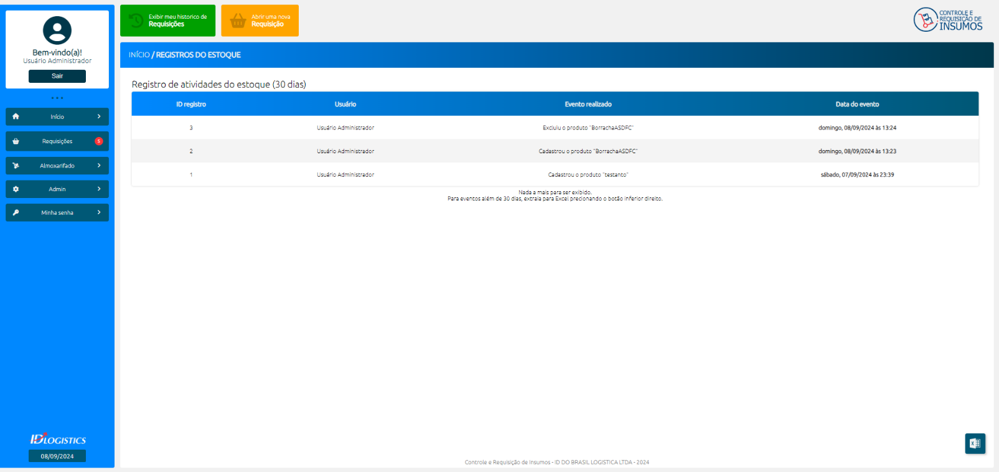 Bem-vindo(a)!
Usuário Administrador
Sair
...
Início
Requisições
5
Almoxarifado
Admin
Minha senha
IDLOGISTICS
08/09/2024
Exibir meu historico de
Requisições
Abrir uma nova
Requisição
CONTROLE E
REQUISIÇÃO DE
INSUMOS
INÍCIO / REGISTROS DO ESTOQUE
Registro de atividades do estoque (30 dias)
ID registro Usuário Evento realizado Data do evento
3 Usuário Administrador Excluiu o produto "BorrachaASDFC" domingo, 08/09/2024 às 13:24
2 Usuário Administrador Cadastrou o produto "BorrachaASDFC" domingo, 08/09/2024 às 13:23
1 Usuário Administrador Cadastrou o produto "testanto" sábado, 07/09/2024 às 23:39
Nada a mais para ser exibido.
Para eventos além de 30 dias, extraia para Excel precionando o botão inferior direito.
Controle e Requisição de Insumos - ID DO BRASIL LOGISTICA LTDA - 2024